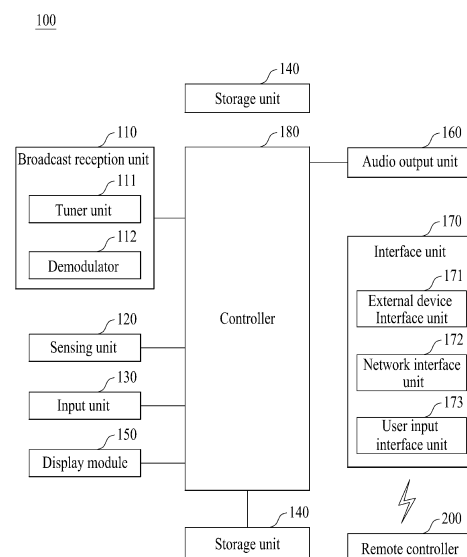 100
140
Storage unit
110
Broadcast reception unit
111
Tuner unit
112
Demodulator
120
Sensing unit
130
Input unit
150
Display module
180
Controller
140
Storage unit
160
Audio output unit
170
Interface unit
171
External device
Interface unit
172
Network interface
unit
173
User input
interface unit
200
Remote controller